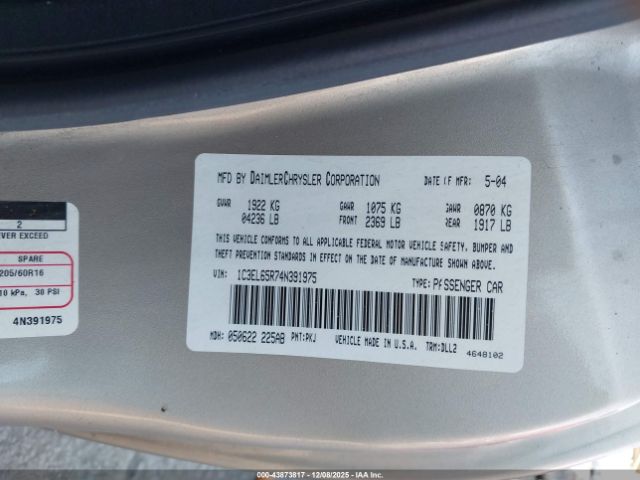 MFD BY DAIMLERCHRYSLER CORPORATION DATE OF MFR: 5-04
GVWR 1922 KG GAWR 1075 KG GAWR 0870 KG
04236 LB FRONT 2369 LB REAR 1917 LB
THIS VEHICLE CONFORMS TO ALL APPLICABLE FEDERAL MOTOR VEHICLE SAFETY, BUMPER AND
THEFT PREVENTION STANDARDS IN EFFECT ON THE DATE OF MANUFACTURE SHOWN ABOVE.
VIN: 1C3EL65R74N391975 TYPE: PASSENGER CAR
MDH: 050622 225AB PNT: PKJ VEHICLE MADE IN U.S.A. TRM: DLL2
4648102
2
EVER EXCEED
SPARE
205/60R16
10 kPa, 30 PSI
4N391975
00-43873817 - 12/08/2025 - IAA Inc.